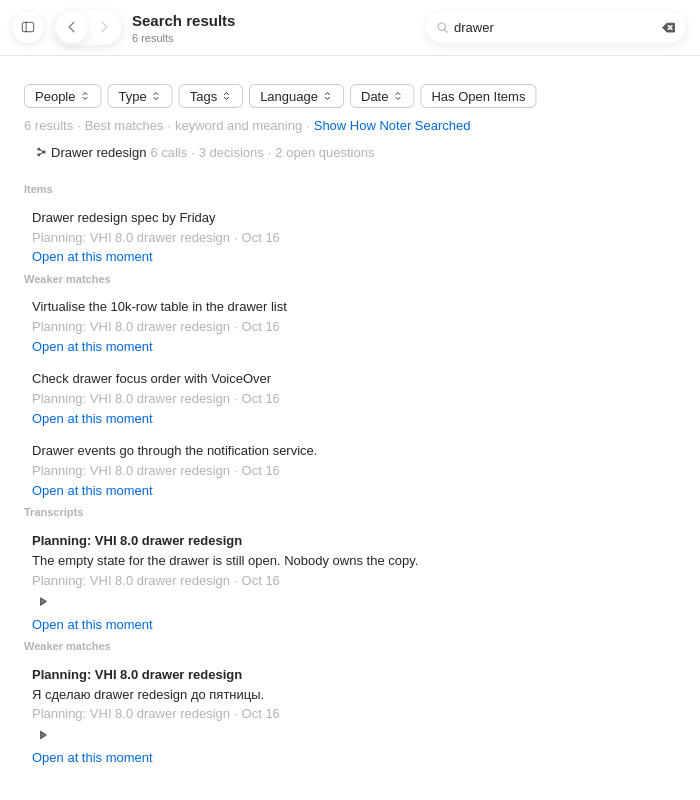 Search results
6 results
drawer
People
Type
Tags
Language
Date
Has Open Items
6 results · Best matches · keyword and meaning · Show How Noter Searched
Drawer redesign 6 calls · 3 decisions · 2 open questions
Items
Drawer redesign spec by Friday
Planning: VHI 8.0 drawer redesign · Oct 16
Open at this moment
Weaker matches
Virtualise the 10k-row table in the drawer list
Planning: VHI 8.0 drawer redesign · Oct 16
Open at this moment
Check drawer focus order with VoiceOver
Planning: VHI 8.0 drawer redesign · Oct 16
Open at this moment
Drawer events go through the notification service.
Planning: VHI 8.0 drawer redesign · Oct 16
Open at this moment
Transcripts
Planning: VHI 8.0 drawer redesign
The empty state for the drawer is still open. Nobody owns the copy.
Planning: VHI 8.0 drawer redesign · Oct 16
Open at this moment
Weaker matches
Planning: VHI 8.0 drawer redesign
Я сделаю drawer redesign до пятницы.
Planning: VHI 8.0 drawer redesign · Oct 16
Open at this moment